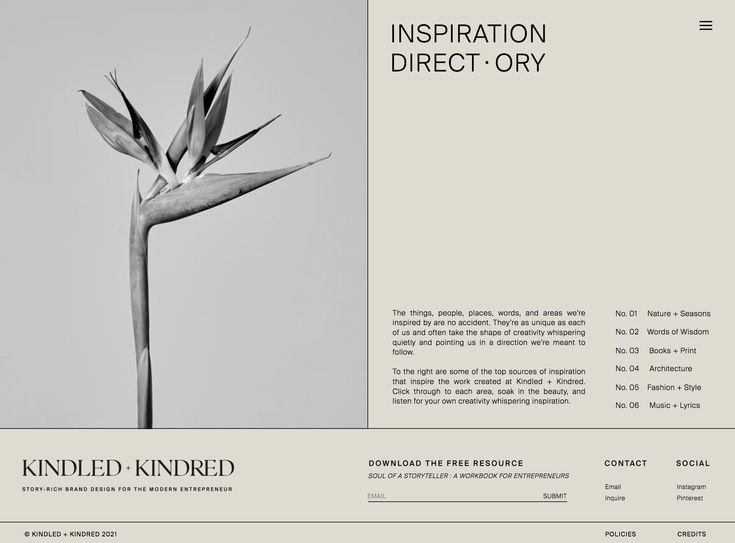 INSPIRATION
DIRECT · ORY
The things, people, places, words, and areas we're
inspired by are no accident. They're as unique as each
of us and often take the shape of creativity whispering
quietly and pointing us in a direction we're meant to
follow.
To the right are some of the top sources of inspiration
that inspire the work created at Kindled + Kindred.
Click through to each area, soak in the beauty, and
listen for your own creativity whispering inspiration.
No. 01 Nature + Seasons
No. 02 Words of Wisdom
No. 03 Books + Print
No. 04 Architecture
No. 05 Fashion + Style
No. 06 Music + Lyrics
KINDLED + KINDRED
STORY-RICH BRAND DESIGN FOR THE MODERN ENTREPRENEUR
DOWNLOAD THE FREE RESOURCE
SOUL OF A STORYTELLER : A WORKBOOK FOR ENTREPRENEURS
EMAIL SUBMIT
CONTACT
Email
Inquire
SOCIAL
Instagram
Pinterest
© KINDLED + KINDRED 2021
POLICIES
CREDITS